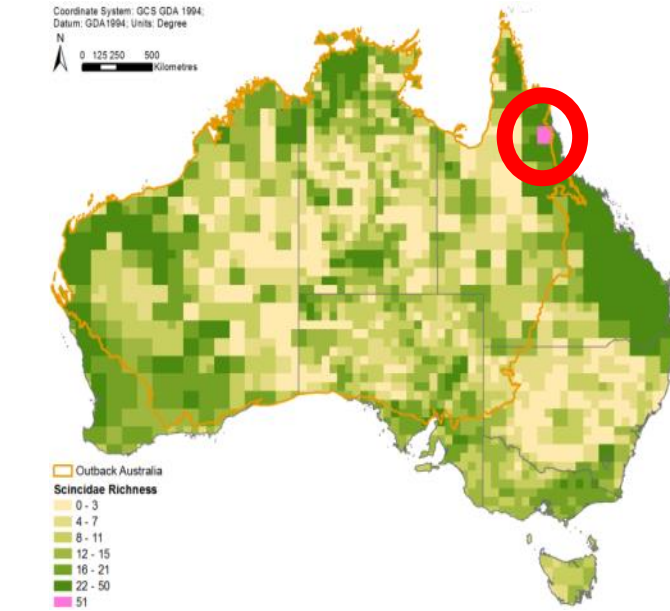 Coordinate System: GCS GDA 1994;
Datum: GDA1994; Units: Degree
N
0 125 250 500
Kilometres
Outback Australia
Scincidae Richness
0 - 3
4 - 7
8 - 11
12 - 15
16 - 21
22 - 50
51